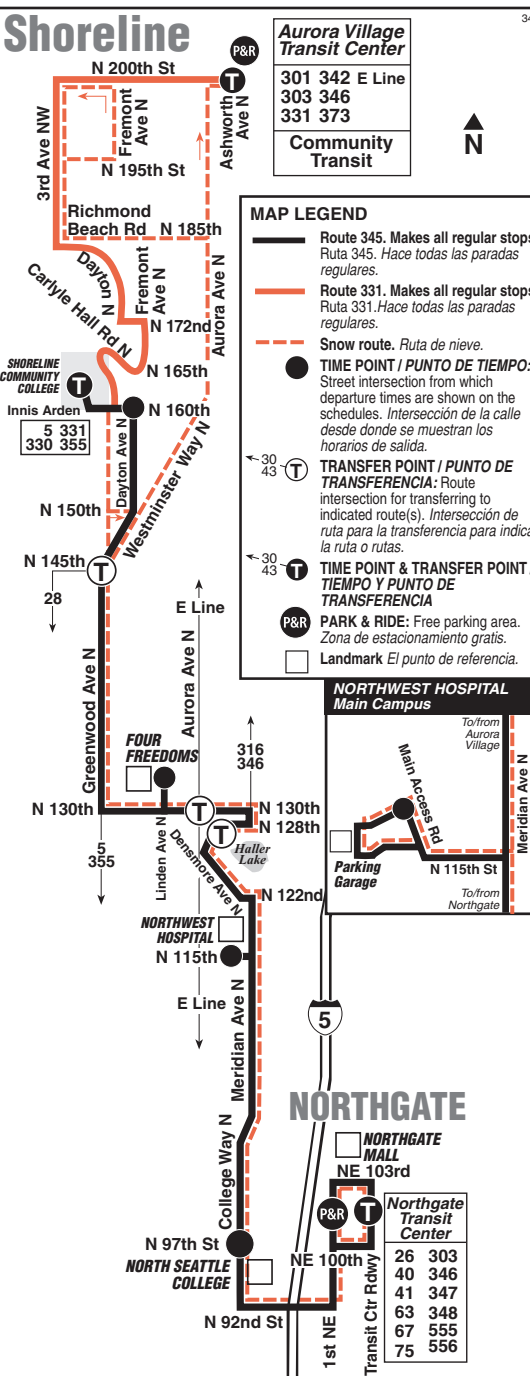 Shoreline
34
P&R
Aurora Village
Transit Center
301 342 E Line
303 346
331 373
Community
Transit
N
N 200th St
T
3rd Ave NW
Fremont
Ave N
Ashworth
Ave N
N 195th St
Richmond
Beach Rd
N 185th
Dayton N
Fremont
Ave N
Carlyle Hall Rd N
N 172nd
Aurora Ave N
N 165th
SHORELINE
COMMUNITY
COLLEGE
T
Innis Arden
N 160th
5 331
330 355
Dayton Ave N
Westminster Way N
N 150th
N 145th
T
28
MAP LEGEND
Route 345. Makes all regular stops
Ruta 345. Hace todas las paradas
regulares.
Route 331. Makes all regular stops
Ruta 331.Hace todas las paradas
regulares.
Snow route. Ruta de nieve.
TIME POINT / PUNTO DE TIEMPO:
Street intersection from which
departure times are shown on the
schedules. Intersección de la calle
desde donde se muestran los
horarios de salida.
30
43
T
TRANSFER POINT / PUNTO DE
TRANSFERENCIA: Route
intersection for transferring to
indicated route(s). Intersección de
ruta para la transferencia para indica
la ruta o rutas.
30
43
T
TIME POINT & TRANSFER POINT /
TIEMPO Y PUNTO DE
TRANSFERENCIA
P&R
PARK & RIDE: Free parking area.
Zona de estacionamiento gratis.
Landmark El punto de referencia.
E Line
Greenwood Ave N
Aurora Ave N
FOUR
FREEDOMS
316
346
N 130th
T
N 130th
T
N 128th
5
355
Linden Ave N
Densmore Ave N
Haller
Lake
N 122nd
NORTHWEST
HOSPITAL
N 115th
E Line
Meridian Ave N
5
NORTHWEST HOSPITAL
Main Campus
To/from
Aurora
Village
Main Access Rd
Meridian Ave N
Parking
Garage
N 115th St
To/from
Northgate
NORTHGATE
NORTHGATE
MALL
NE 103rd
College Way N
P&R
T
Northgate
Transit
Center
26 303
40 346
41 347
63 348
67 555
75 556
N 97th St
NE 100th
NORTH SEATTLE
COLLEGE
N 92nd St
1st NE
Transit Ctr Rdwy